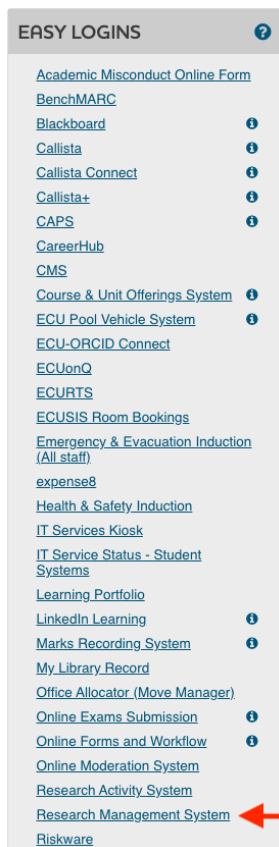 EASY LOGINS
Academic Misconduct Online Form
BenchMARC
Blackboard
Callista
Callista Connect
Callista+
CAPS
CareerHub
CMS
Course & Unit Offerings System
ECU Pool Vehicle System
ECU-ORCID Connect
ECUonQ
ECURTS
ECUSIS Room Bookings
Emergency & Evacuation Induction
(All staff)
expense8
Health & Safety Induction
IT Services Kiosk
IT Service Status - Student
Systems
Learning Portfolio
LinkedIn Learning
Marks Recording System
My Library Record
Office Allocator (Move Manager)
Online Exams Submission
Online Forms and Workflow
Online Moderation System
Research Activity System
Research Management System
Riskware